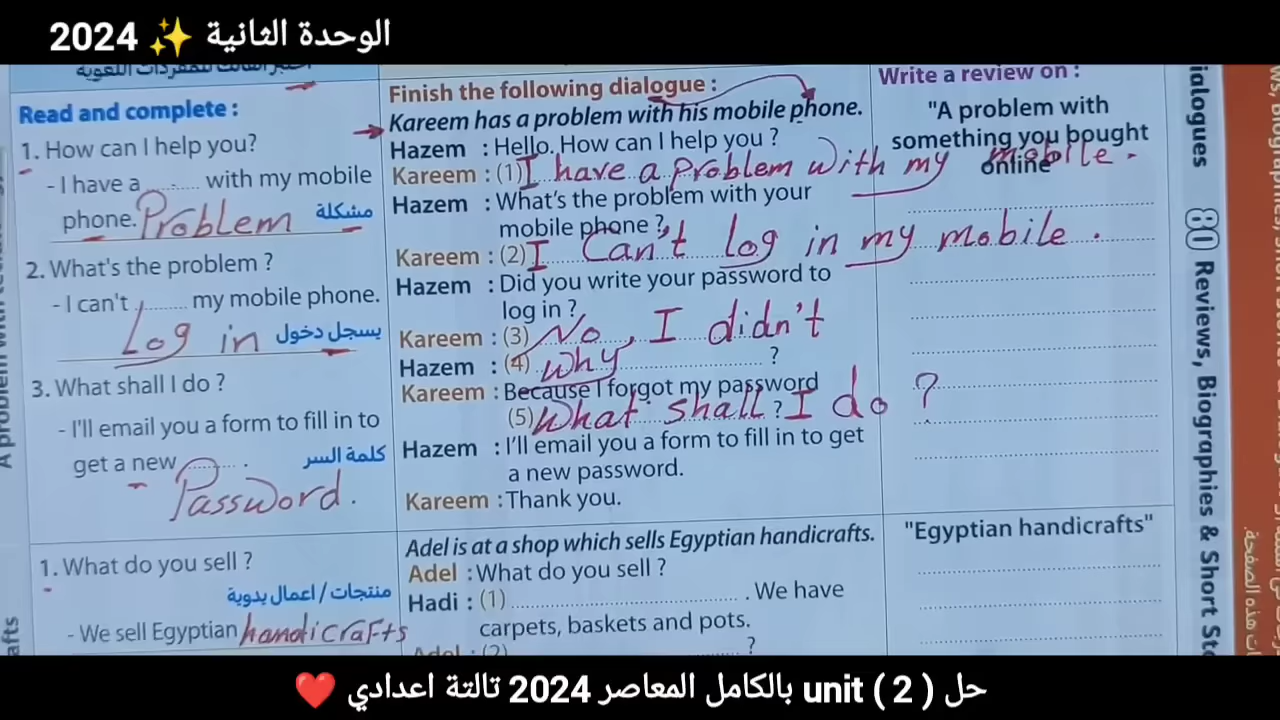 الوحدة الثانية ✨ 2024
Read and complete :
1. How can I help you?
- I have a ........ with my mobile
phone. Problem مشكلة
2. What's the problem ?
- I can't ........ my mobile phone.
Log in يسجل دخول
3. What shall I do ?
- I'll email you a form to fill in to
get a new ........ . كلمة السر
Password.
1. What do you sell ?
منتجات / اعمال يدوية
- We sell Egyptian handicrafts
Finish the following dialogue :
Kareem has a problem with his mobile phone.
Hazem : Hello. How can I help you ?
Kareem : (1) I have a problem with my mobile.
Hazem : What's the problem with your
mobile phone ?
Kareem : (2) I Can't log in my mobile.
Hazem : Did you write your password to
log in ?
Kareem : (3) No, I didn't
Hazem : (4) Why ........ ?
Kareem : Because I forgot my password
(5) What shall I do ?
Hazem : I'll email you a form to fill in to get
a new password.
Kareem : Thank you.
Adel is at a shop which sells Egyptian handicrafts.
Adel : What do you sell ?
Hadi : (1) ........ . We have
carpets, baskets and pots.
Adel : (2) ........ ?
Write a review on :
"A problem with
something you bought
online"
"Egyptian handicrafts"
ialogues 80 Reviews, Biographies & Short Sto
حل unit ( 2 ) بالكامل المعاصر 2024 تالتة اعدادي ❤️